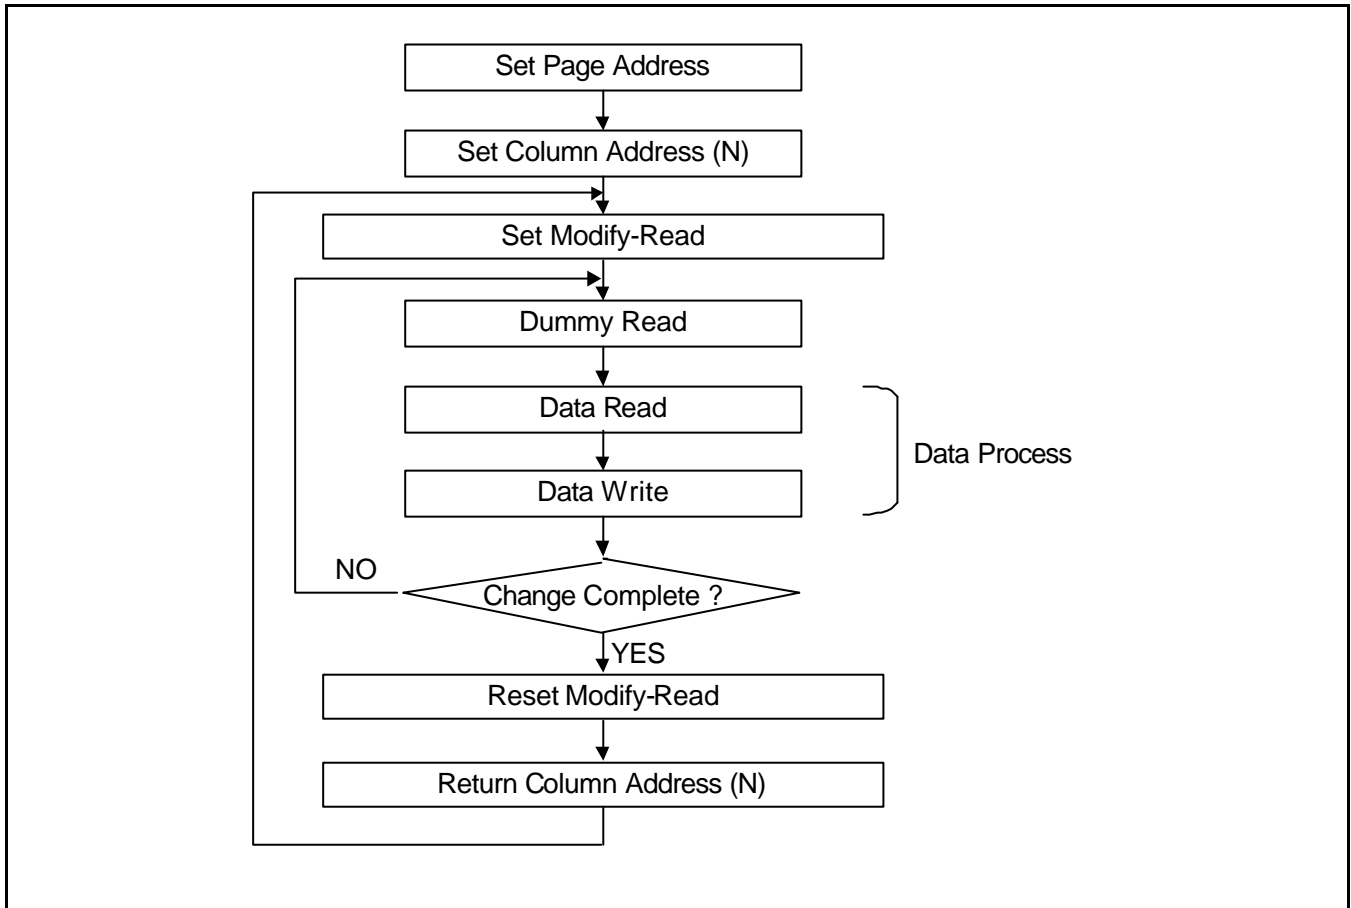 Set Page Address
Set Column Address (N)
Set Modify-Read
Dummy Read
Data Read
Data Process
Data Write
NO
Change Complete ?
YES
Reset Modify-Read
Return Column Address (N)